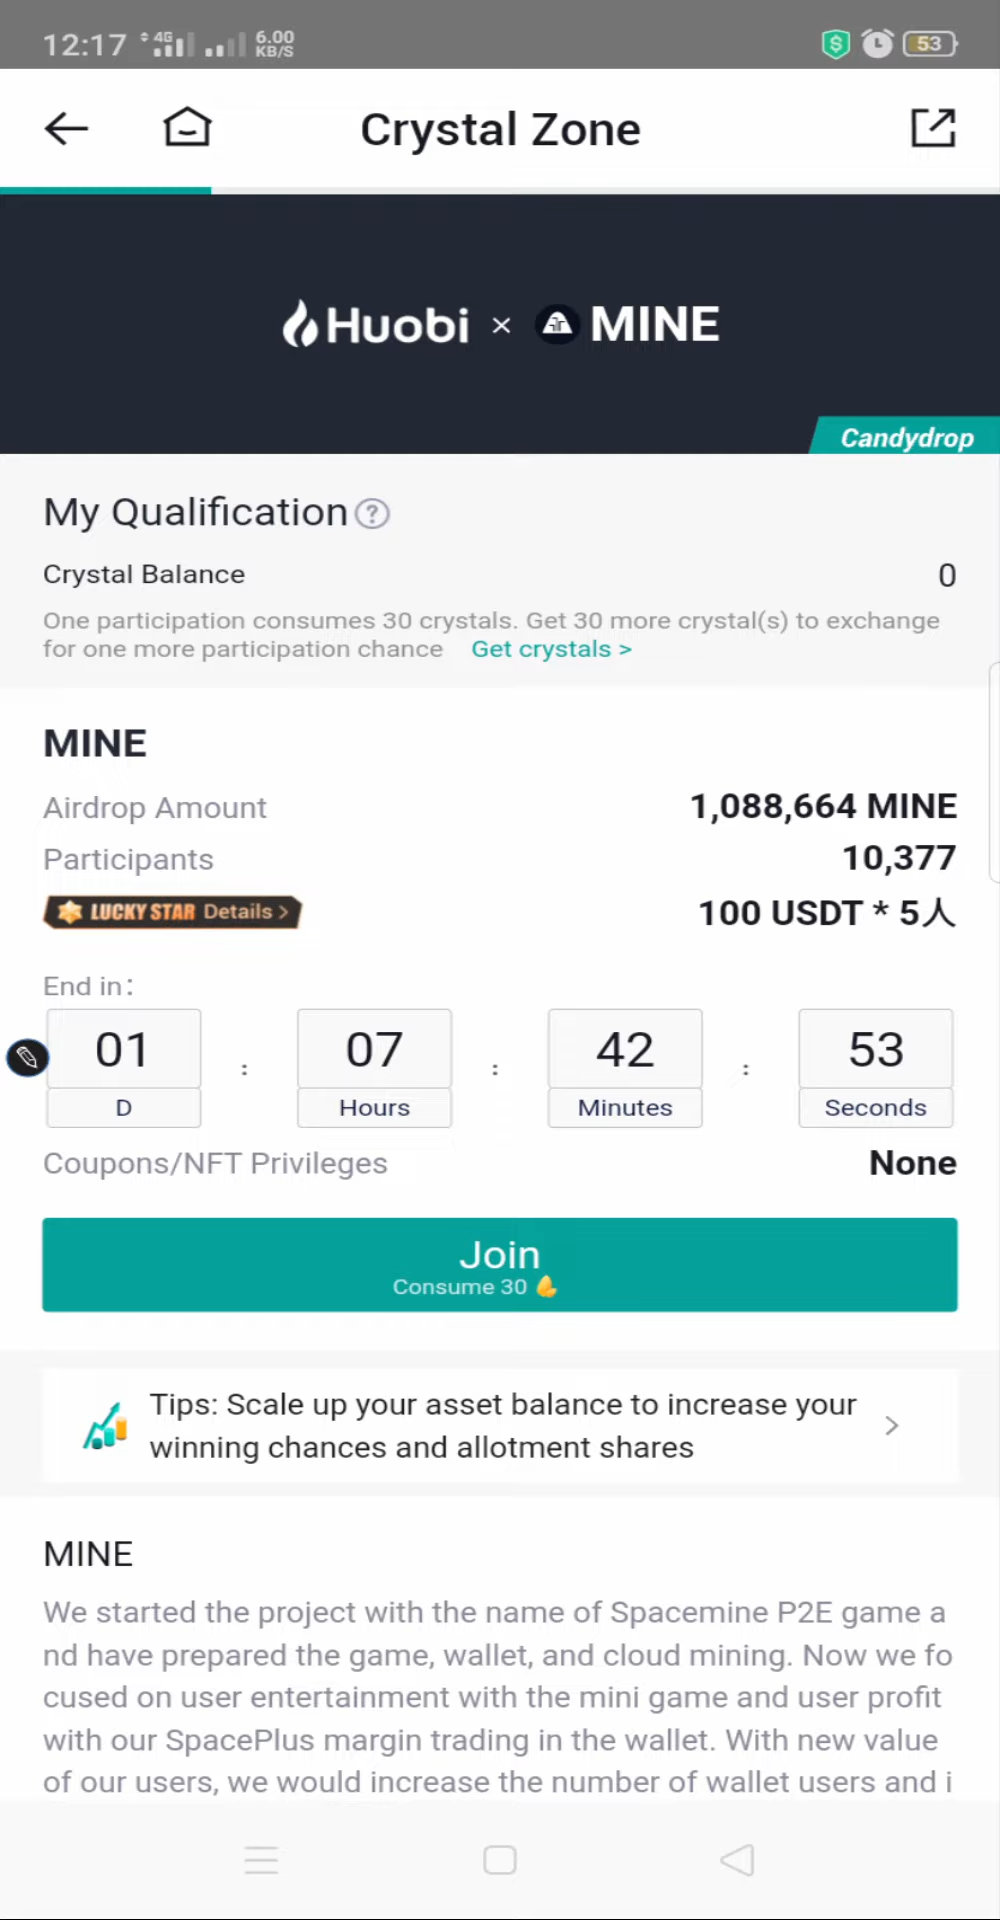 12:17 4G 6.00 KB/S 53
Crystal Zone
Huobi × MINE
Candydrop
My Qualification ?
Crystal Balance 0
One participation consumes 30 crystals. Get 30 more crystal(s) to exchange
for one more participation chance Get crystals >
MINE
Airdrop Amount 1,088,664 MINE
Participants 10,377
LUCKY STAR Details > 100 USDT * 5人
End in:
01 : 07 : 42 : 53
D Hours Minutes Seconds
Coupons/NFT Privileges None
Join
Consume 30
Tips: Scale up your asset balance to increase your
winning chances and allotment shares
MINE
We started the project with the name of Spacemine P2E game a
nd have prepared the game, wallet, and cloud mining. Now we fo
cused on user entertainment with the mini game and user profit
with our SpacePlus margin trading in the wallet. With new value
of our users, we would increase the number of wallet users and i